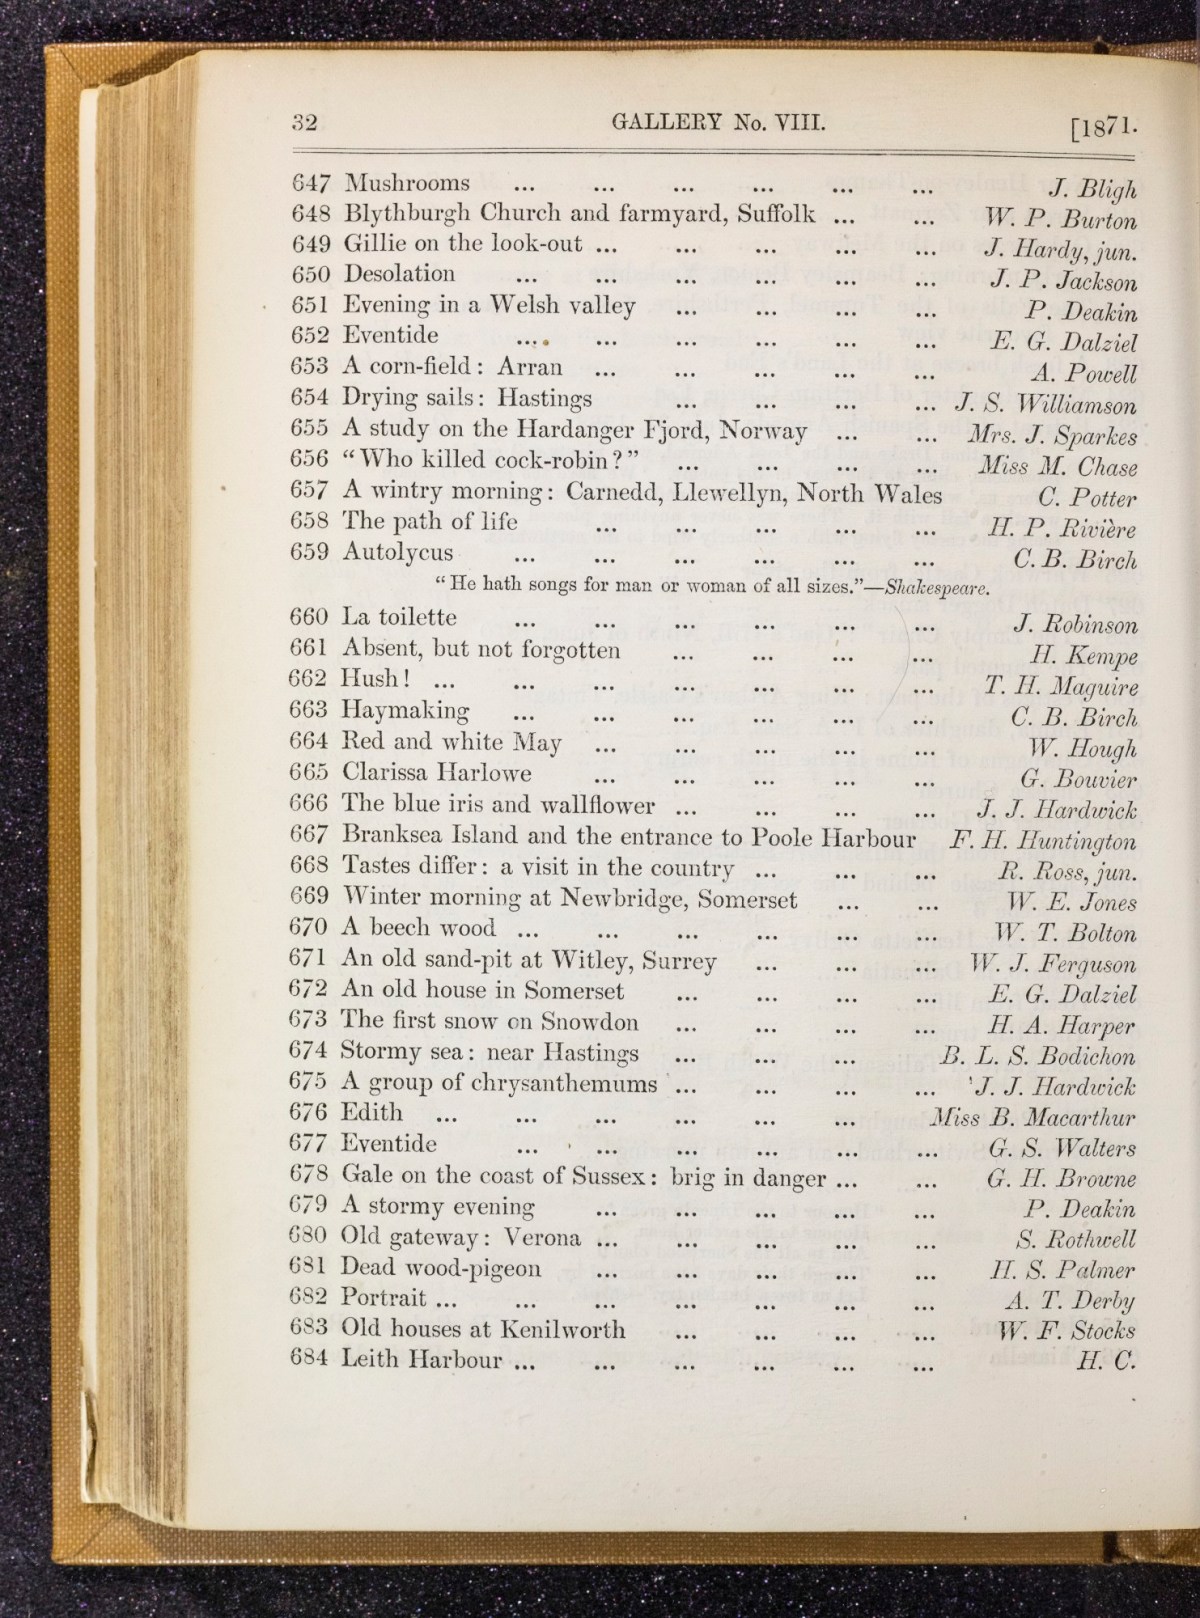 32 GALLERY No. VIII. [1871.
647 Mushrooms ... ... ... ... ... ... J. Bligh
648 Blythburgh Church and farmyard, Suffolk ... ... W. P. Burton
649 Gillie on the look-out ... ... ... ... ... J. Hardy, jun.
650 Desolation ... ... ... ... ... ... J. P. Jackson
651 Evening in a Welsh valley ... ... ... ... P. Deakin
652 Eventide ... ... ... ... ... ... E. G. Dalziel
653 A corn-field: Arran ... ... ... ... ... A. Powell
654 Drying sails: Hastings ... ... ... ... J. S. Williamson
655 A study on the Hardanger Fjord, Norway ... ... Mrs. J. Sparkes
656 "Who killed cock-robin?" ... ... ... ... Miss M. Chase
657 A wintry morning: Carnedd, Llewellyn, North Wales C. Potter
658 The path of life ... ... ... ... ... H. P. Rivière
659 Autolycus ... ... ... ... ... ... C. B. Birch
"He hath songs for man or woman of all sizes."—Shakespeare.
660 La toilette ... ... ... ... ... ... J. Robinson
661 Absent, but not forgotten ... ... ... ... H. Kempe
662 Hush! ... ... ... ... ... ... ... T. H. Maguire
663 Haymaking ... ... ... ... ... ... C. B. Birch
664 Red and white May ... ... ... ... ... W. Hough
665 Clarissa Harlowe ... ... ... ... ... G. Bouvier
666 The blue iris and wallflower ... ... ... ... J. J. Hardwick
667 Branksea Island and the entrance to Poole Harbour F. H. Huntington
668 Tastes differ: a visit in the country ... ... ... R. Ross, jun.
669 Winter morning at Newbridge, Somerset ... ... W. E. Jones
670 A beech wood ... ... ... ... ... ... W. T. Bolton
671 An old sand-pit at Witley, Surrey ... ... ... W. J. Ferguson
672 An old house in Somerset ... ... ... ... E. G. Dalziel
673 The first snow on Snowdon ... ... ... ... H. A. Harper
674 Stormy sea: near Hastings ... ... ... B. L. S. Bodichon
675 A group of chrysanthemums ... ... ... ... J. J. Hardwick
676 Edith ... ... ... ... ... ... Miss B. Macarthur
677 Eventide ... ... ... ... ... ... G. S. Walters
678 Gale on the coast of Sussex: brig in danger ... ... G. H. Browne
679 A stormy evening ... ... ... ... ... P. Deakin
680 Old gateway: Verona ... ... ... ... ... S. Rothwell
681 Dead wood-pigeon ... ... ... ... ... H. S. Palmer
682 Portrait ... ... ... ... ... ... ... A. T. Derby
683 Old houses at Kenilworth ... ... ... ... W. F. Stocks
684 Leith Harbour ... ... ... ... ... ... H. C.